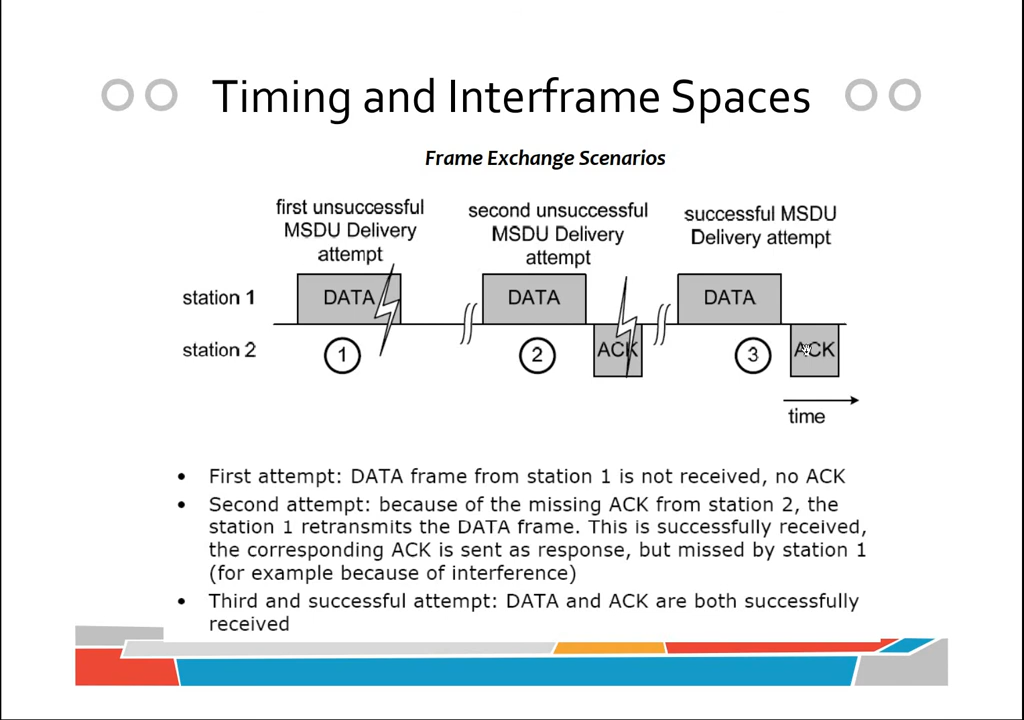 Timing and Interframe Spaces
Frame Exchange Scenarios
first unsuccessful
MSDU Delivery
attempt
second unsuccessful
MSDU Delivery
attempt
successful MSDU
Delivery attempt
station 1
DATA
DATA
DATA
station 2
1
2
ACK
3
ACK
time
• First attempt: DATA frame from station 1 is not received, no ACK
• Second attempt: because of the missing ACK from station 2, the
station 1 retransmits the DATA frame. This is successfully received,
the corresponding ACK is sent as response, but missed by station 1
(for example because of interference)
• Third and successful attempt: DATA and ACK are both successfully
received